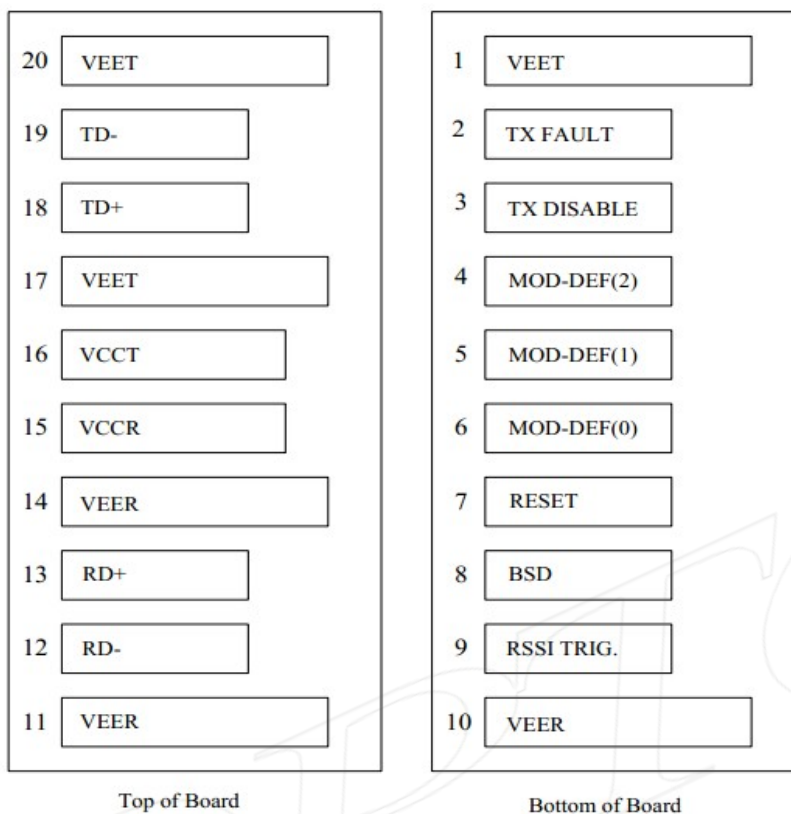 20 VEET
19 TD-
18 TD+
17 VEET
16 VCCT
15 VCCR
14 VEER
13 RD+
12 RD-
11 VEER
Top of Board
1 VEET
2 TX FAULT
3 TX DISABLE
4 MOD-DEF(2)
5 MOD-DEF(1)
6 MOD-DEF(0)
7 RESET
8 BSD
9 RSSI TRIG.
10 VEER
Bottom of Board